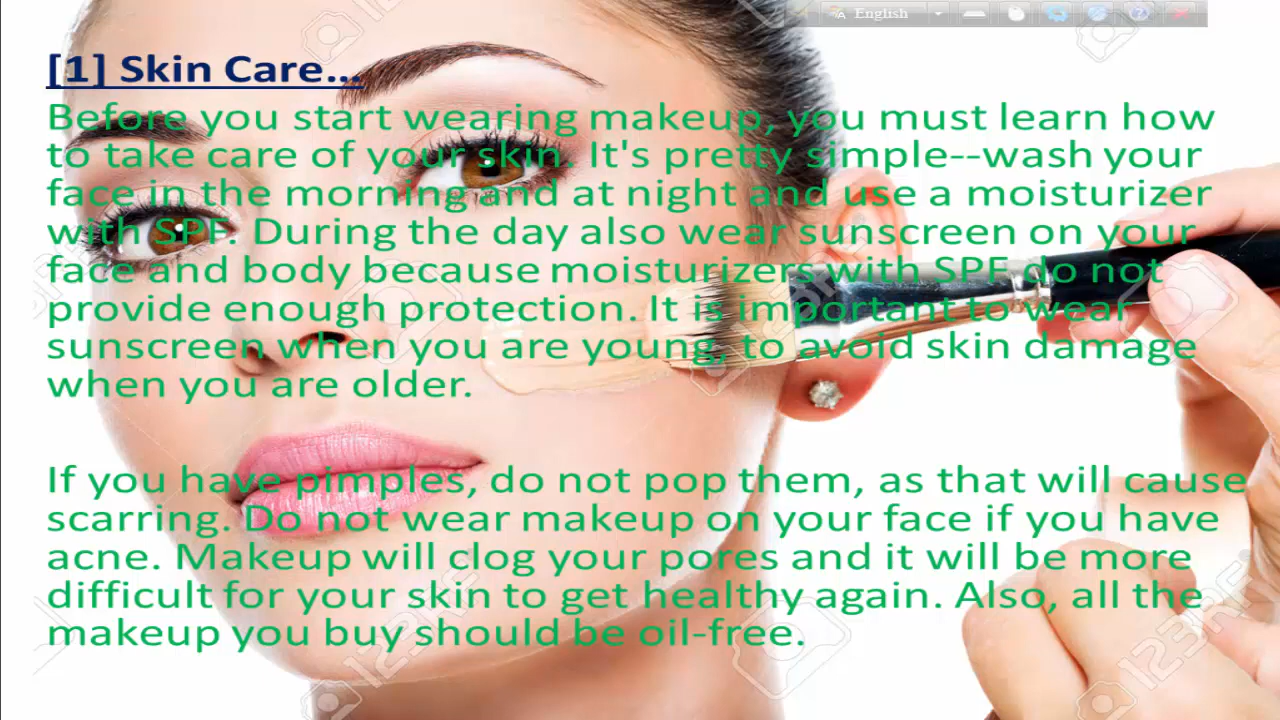 English
[1] Skin Care...
Before you start wearing makeup, you must learn how
to take care of your skin. It's pretty simple--wash your
face in the morning and at night and use a moisturizer
with SPF. During the day also wear sunscreen on your
face and body because moisturizers with SPF do not
provide enough protection. It is important to wear
sunscreen when you are young, to avoid skin damage
when you are older.
If you have pimples, do not pop them, as that will cause
scarring. Do not wear makeup on your face if you have
acne. Makeup will clog your pores and it will be more
difficult for your skin to get healthy again. Also, all the
makeup you buy should be oil-free.
123RF
123RF
123RF
123RF